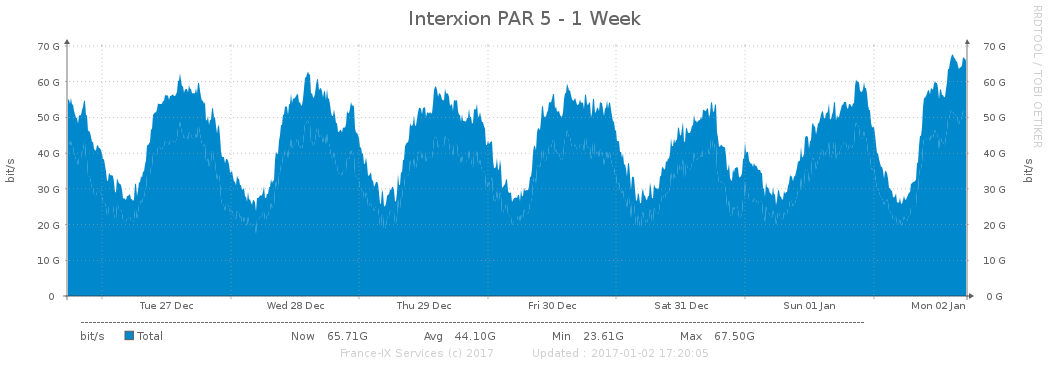 Interxion PAR 5 - 1 Week
RRDTOOL / TOBI OETIKER
70 G 70 G
60 G 60 G
50 G 50 G
40 G 40 G
30 G 30 G
20 G 20 G
10 G 10 G
0 0 G
bit/s bit/s
Tue 27 Dec Wed 28 Dec Thu 29 Dec Fri 30 Dec Sat 31 Dec Sun 01 Jan Mon 02 Jan
bit/s Total Now 65.71G Avg 44.10G Min 23.61G Max 67.50G
France-IX Services (c) 2017 Updated : 2017-01-02 17:20:05